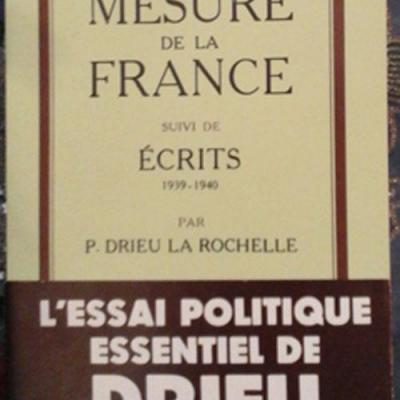 MESURE
DE LA
FRANCE
SUIVI DE
ÉCRITS
1939-1940
PAR
P. DRIEU LA ROCHELLE
L'ESSAI POLITIQUE
ESSENTIEL DE
DRIEU